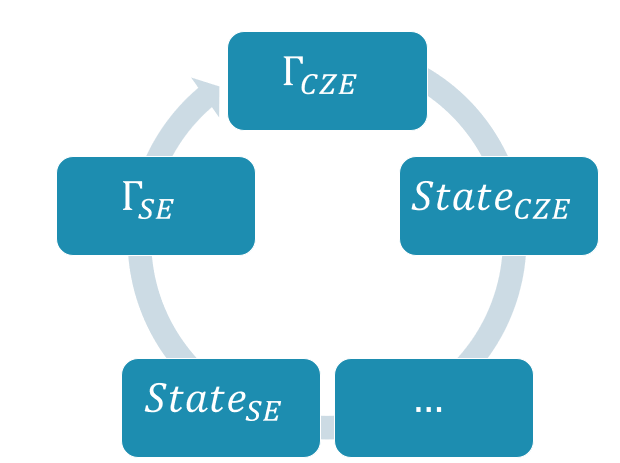 Γ_CZE
State_CZE
...
State_SE
Γ_SE